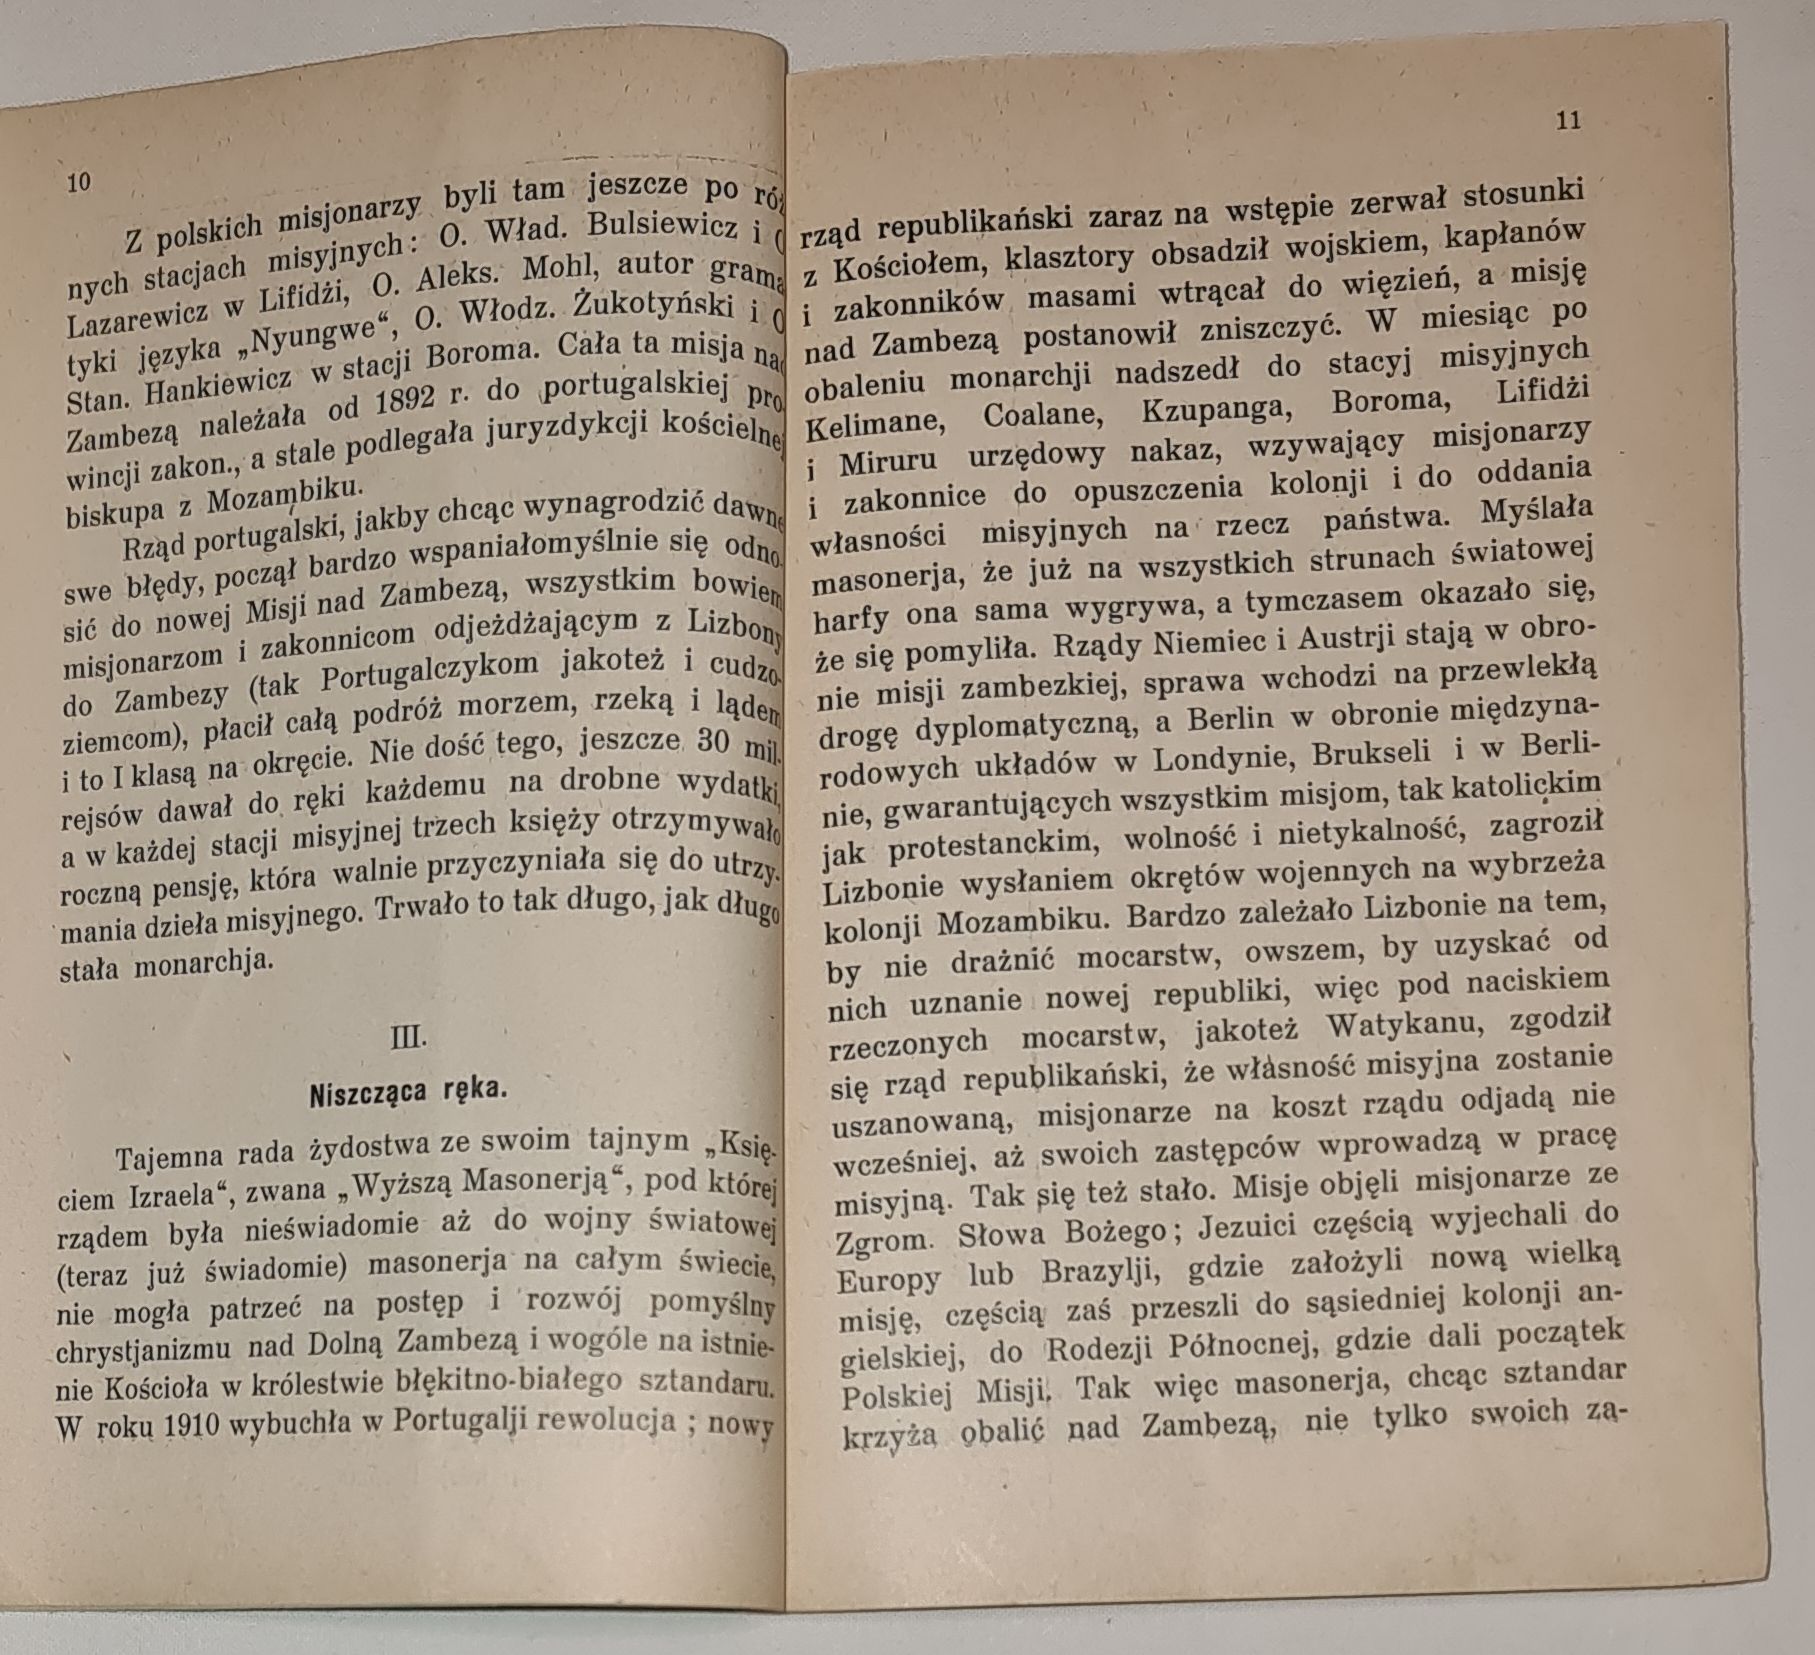 10
Z polskich misjonarzy byli tam jeszcze po róż
nych stacjach misyjnych: O. Wład. Bulsiewicz i O
Lazarewicz w Lifidżi, O. Aleks. Mohl, autor grama
tyki języka „Nyungwe“, O. Włodz. Żukotyński i O
Stan. Hankiewicz w stacji Boroma. Cała ta misja nad
Zambezą należała od 1892 r. do portugalskiej pro
wincji zakon., a stale podlegała juryzdykcji kościelnej
biskupa z Mozambiku.
Rząd portugalski, jakby chcąc wynagrodzić dawne
swe błędy, począł bardzo wspaniałomyślnie się odno-
sić do nowej Misji nad Zambezą, wszystkim bowiem
misjonarzom i zakonnicom odjeżdżającym z Lizbony
do Zambezy (tak Portugalczykom jakoteż i cudzo-
ziemcom), płacił całą podróż morzem, rzeką i lądem
i to I klasą na okręcie. Nie dość tego, jeszcze 30 mil.
rejsów dawał do ręki każdemu na drobne wydatki,
a w każdej stacji misyjnej trzech księży otrzymywało
roczną pensję, która walnie przyczyniała się do utrzy-
mania dzieła misyjnego. Trwało to tak długo, jak długo
stała monarchja.
III.
Niszcząca ręka.
Tajemna rada żydostwa ze swoim tajnym „Księ-
ciem Izraela“, zwana „Wyższą Masonerją“, pod której
rządem była nieświadomie aż do wojny światowej
(teraz już świadomie) masonerja na całym świecie,
nie mogła patrzeć na postęp i rozwój pomyślny
chrystjanizmu nad Dolną Zambezą i wogóle na istnie-
nie Kościoła w królestwie błękitno-białego sztandaru.
W roku 1910 wybuchła w Portugalji rewolucja ; nowy
11
rząd republikański zaraz na wstępie zerwał stosunki
z Kościołem, klasztory obsadził wojskiem, kapłanów
i zakonników masami wtrącał do więzień, a misję
nad Zambezą postanowił zniszczyć. W miesiąc po
obaleniu monarchji nadszedł do stacyj misyjnych
Kelimane, Coalane, Kzupanga, Boroma, Lifidżi
i Miruru urzędowy nakaz, wzywający misjonarzy
i zakonnice do opuszczenia kolonji i do oddania
własności misyjnych na rzecz państwa. Myślała
masonerja, że już na wszystkich strunach światowej
harfy ona sama wygrywa, a tymczasem okazało się,
że się pomyliła. Rządy Niemiec i Austrji stają w obro-
nie misji zambezkiej, sprawa wchodzi na przewlekłą
drogę dyplomatyczną, a Berlin w obronie międzyna-
rodowych układów w Londynie, Brukseli i w Berli-
nie, gwarantujących wszystkim misjom, tak katolickim
jak protestanckim, wolność i nietykalność, zagroził
Lizbonie wysłaniem okrętów wojennych na wybrzeża
kolonji Mozambiku. Bardzo zależało Lizbonie na tem,
by nie drażnić mocarstw, owszem, by uzyskać od
nich uznanie nowej republiki, więc pod naciskiem
rzeczonych mocarstw, jakoteż Watykanu, zgodził
się rząd republikański, że własność misyjna zostanie
uszanowaną, misjonarze na koszt rządu odjadą nie
wcześniej, aż swoich zastępców wprowadzą w pracę
misyjną. Tak się też stało. Misje objęli misjonarze ze
Zgrom. Słowa Bożego ; Jezuici częścią wyjechali do
Europy lub Brazylji, gdzie założyli nową wielką
misję, częścią zaś przeszli do sąsiedniej kolonji an-
gielskiej, do Rodezji Północnej, gdzie dali początek
Polskiej Misji. Tak więc masonerja, chcąc sztandar
krzyża obalić nad Zambezą, nie tylko swoich za-